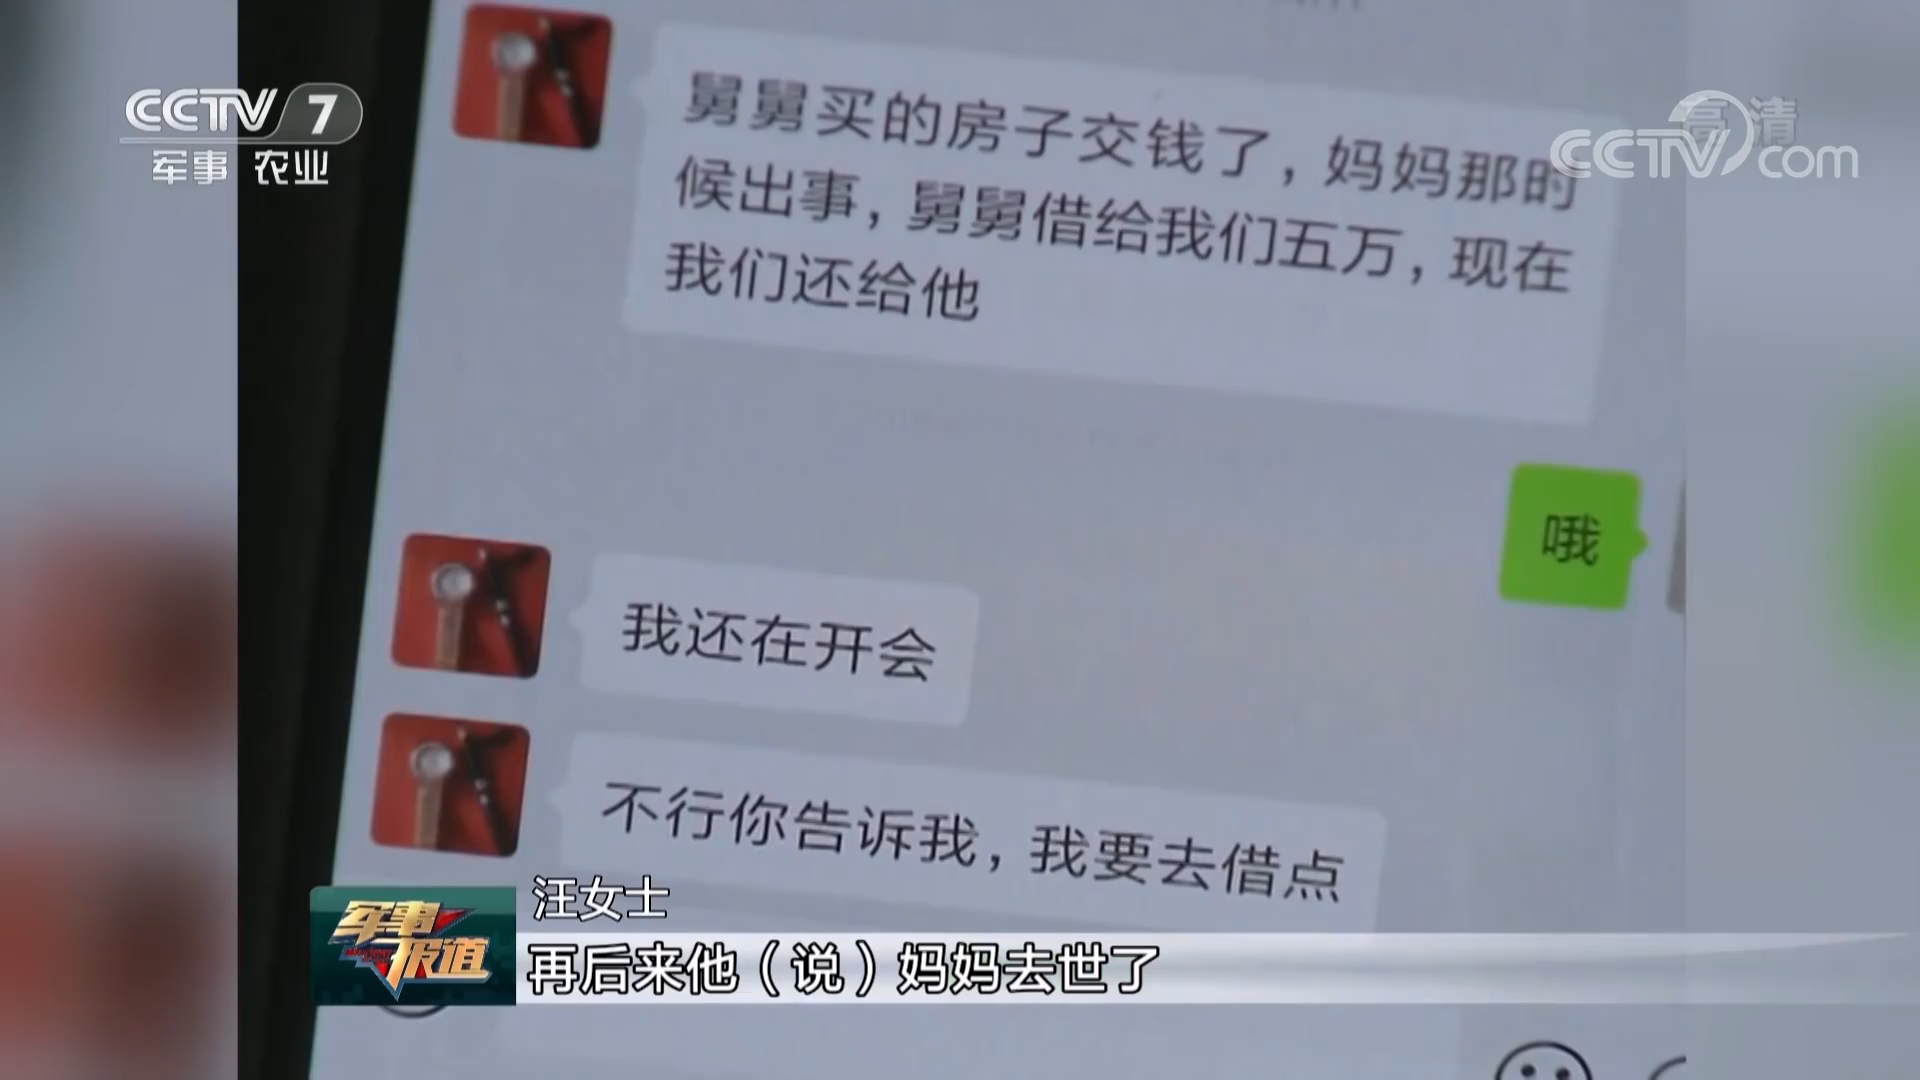 CCTV 7
军事 农业
高清
CCTV.com
舅舅买的房子交钱了，妈妈那时
候出事，舅舅借给我们五万，现在
我们还给他
哦
我还在开会
不行你告诉我，我要去借点
汪女士
军事报道
再后来他（说）妈妈去世了